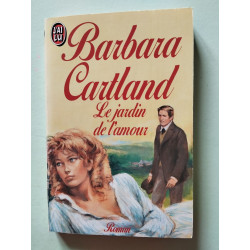 J'AI LU
Barbara
Cartland
Le jardin
de l'amour
Roman